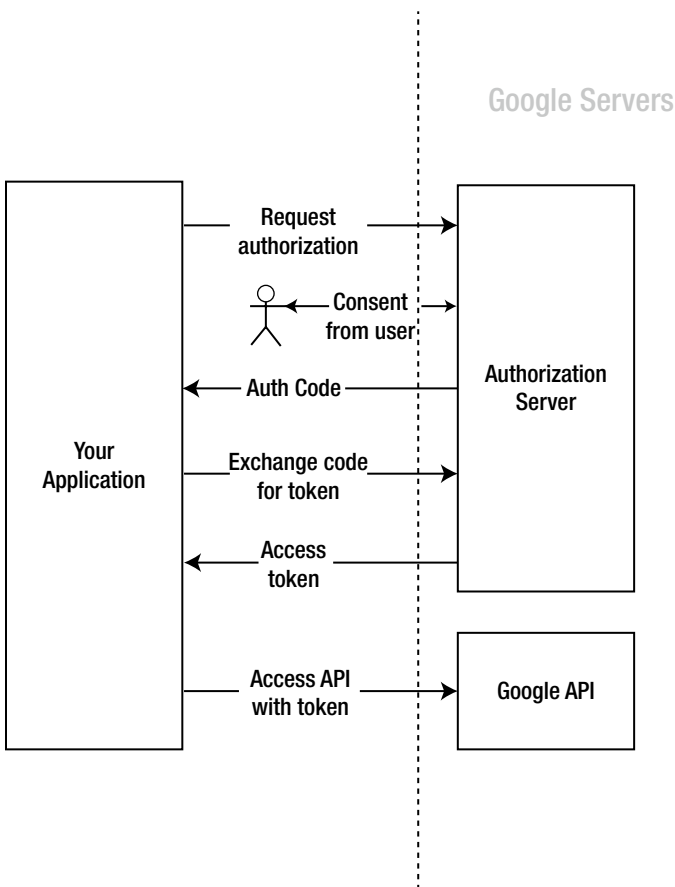 Google Servers
Request
authorization
Consent
from user
Auth Code
Authorization
Server
Your
Application
Exchange code
for token
Access
token
Access API
with token
Google API